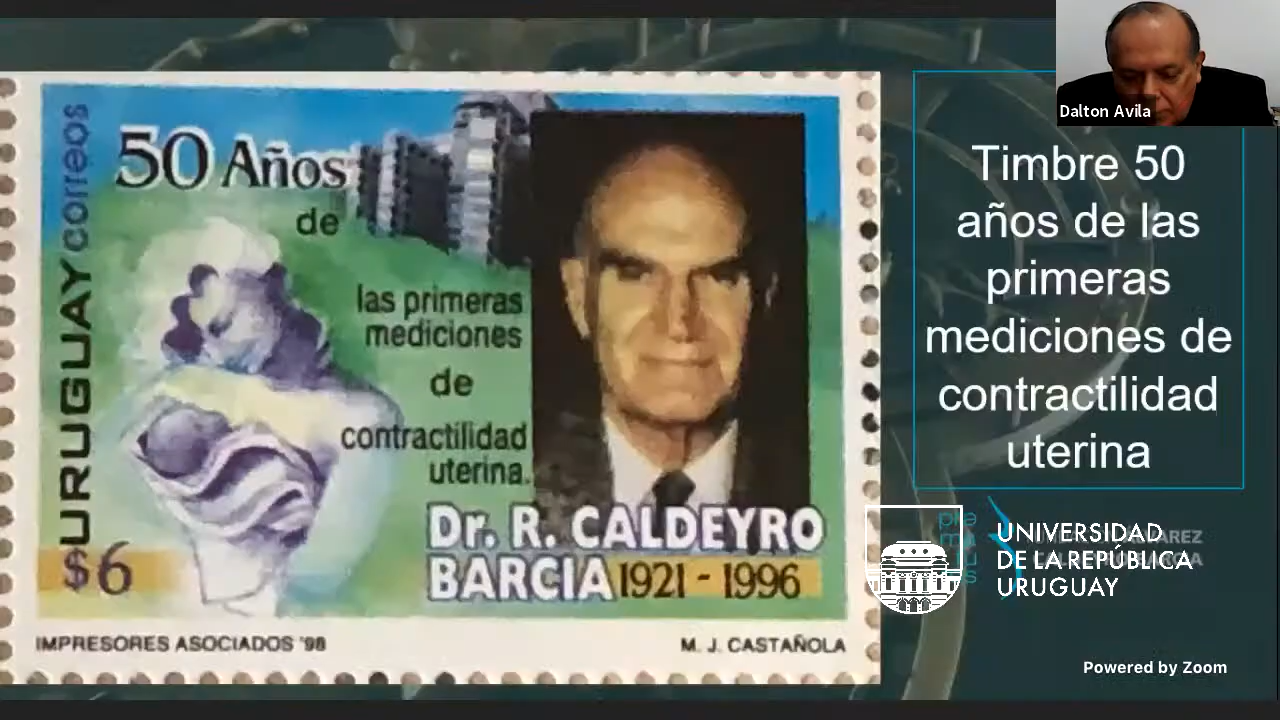 50 Años
de
las primeras
mediciones
de
contractilidad
uterina.
URUGUAY correos
$6
Dr. R. CALDEYRO
BARCIA 1921 - 1996
IMPRESORES ASOCIADOS '98
M. J. CASTAÑOLA
Dalton Avila
Timbre 50
años de las
primeras
mediciones de
contractilidad
uterina
UNIVERSIDAD
DE LA REPÚBLICA
URUGUAY
Powered by Zoom